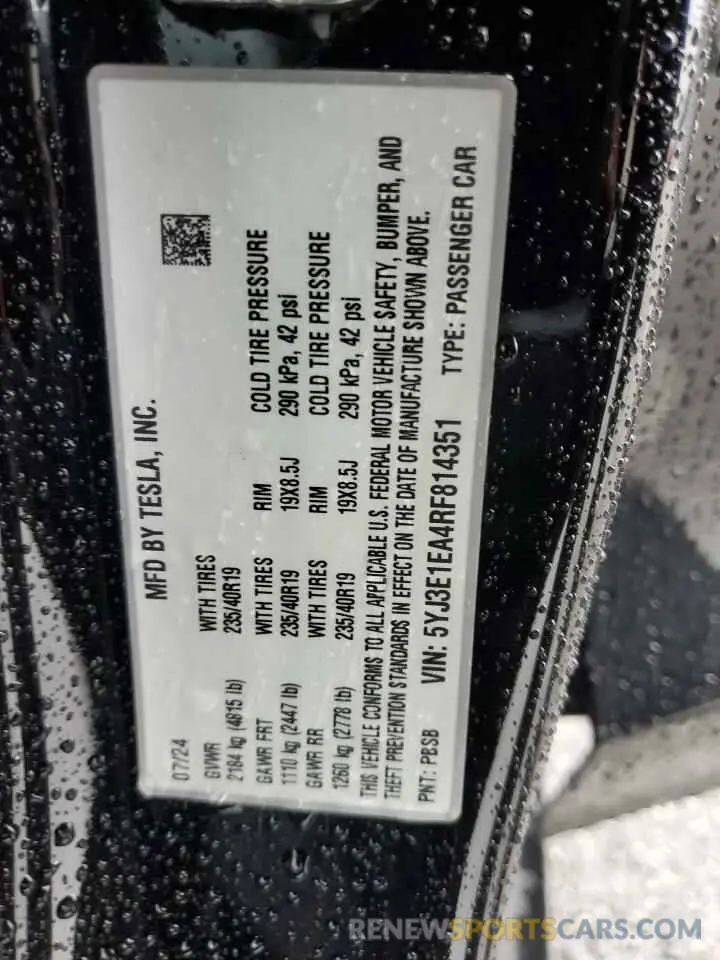 MFD BY TESLA, INC.
07/24
GVWR WITH TIRES
2184 kg (4815 lb) 235/40R19
GAWR FRT WITH TIRES RIM COLD TIRE PRESSURE
1110 kg (2447 lb) 235/40R19 19X8.5J 290 kPa, 42 psi
GAWR RR WITH TIRES RIM COLD TIRE PRESSURE
1260 kg (2778 lb) 235/40R19 19X8.5J 290 kPa, 42 psi
THIS VEHICLE CONFORMS TO ALL APPLICABLE U.S. FEDERAL MOTOR VEHICLE SAFETY, BUMPER, AND
THEFT PREVENTION STANDARDS IN EFFECT ON THE DATE OF MANUFACTURE SHOWN ABOVE.
PNT: PBSB VIN: 5YJ3E1EA4RF814351 TYPE: PASSENGER CAR
RENEWSPORTSCARS.COM